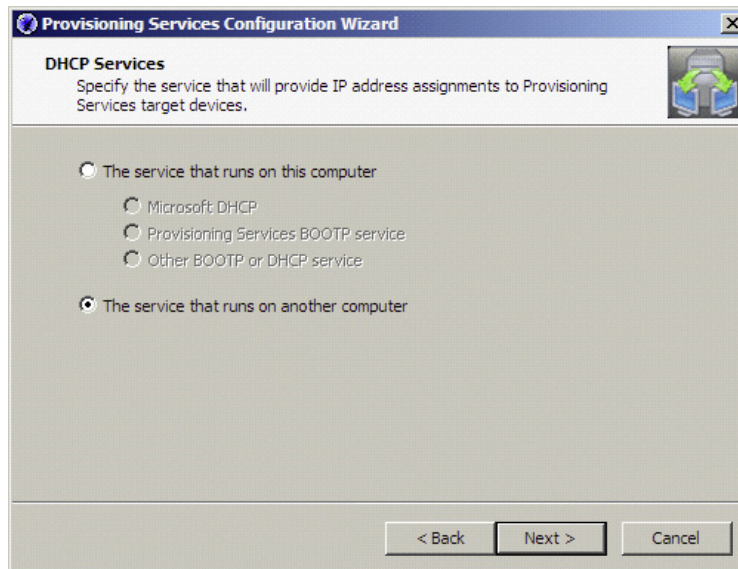 Provisioning Services Configuration Wizard
DHCP Services
Specify the service that will provide IP address assignments to Provisioning
Services target devices.
The service that runs on this computer
Microsoft DHCP
Provisioning Services BOOTP service
Other BOOTP or DHCP service
The service that runs on another computer
< Back Next > Cancel